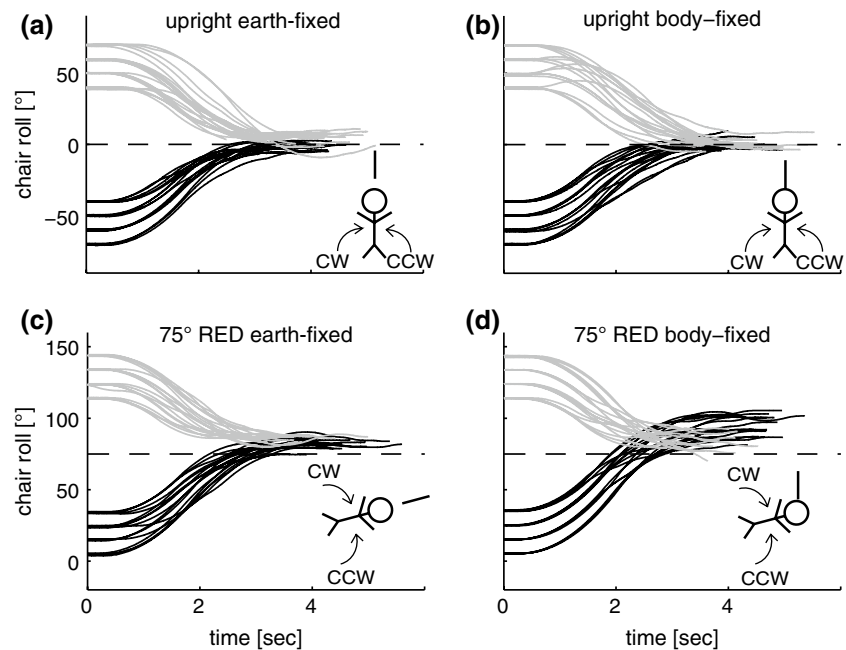 (a) upright earth-fixed
(b) upright body-fixed
chair roll [°]
50
0
−50
CW
CCW
CW
CCW
(c) 75° RED earth-fixed
(d) 75° RED body-fixed
chair roll [°]
150
100
50
0
CW
CCW
CW
CCW
0
2
4
0
2
4
time [sec]
time [sec]